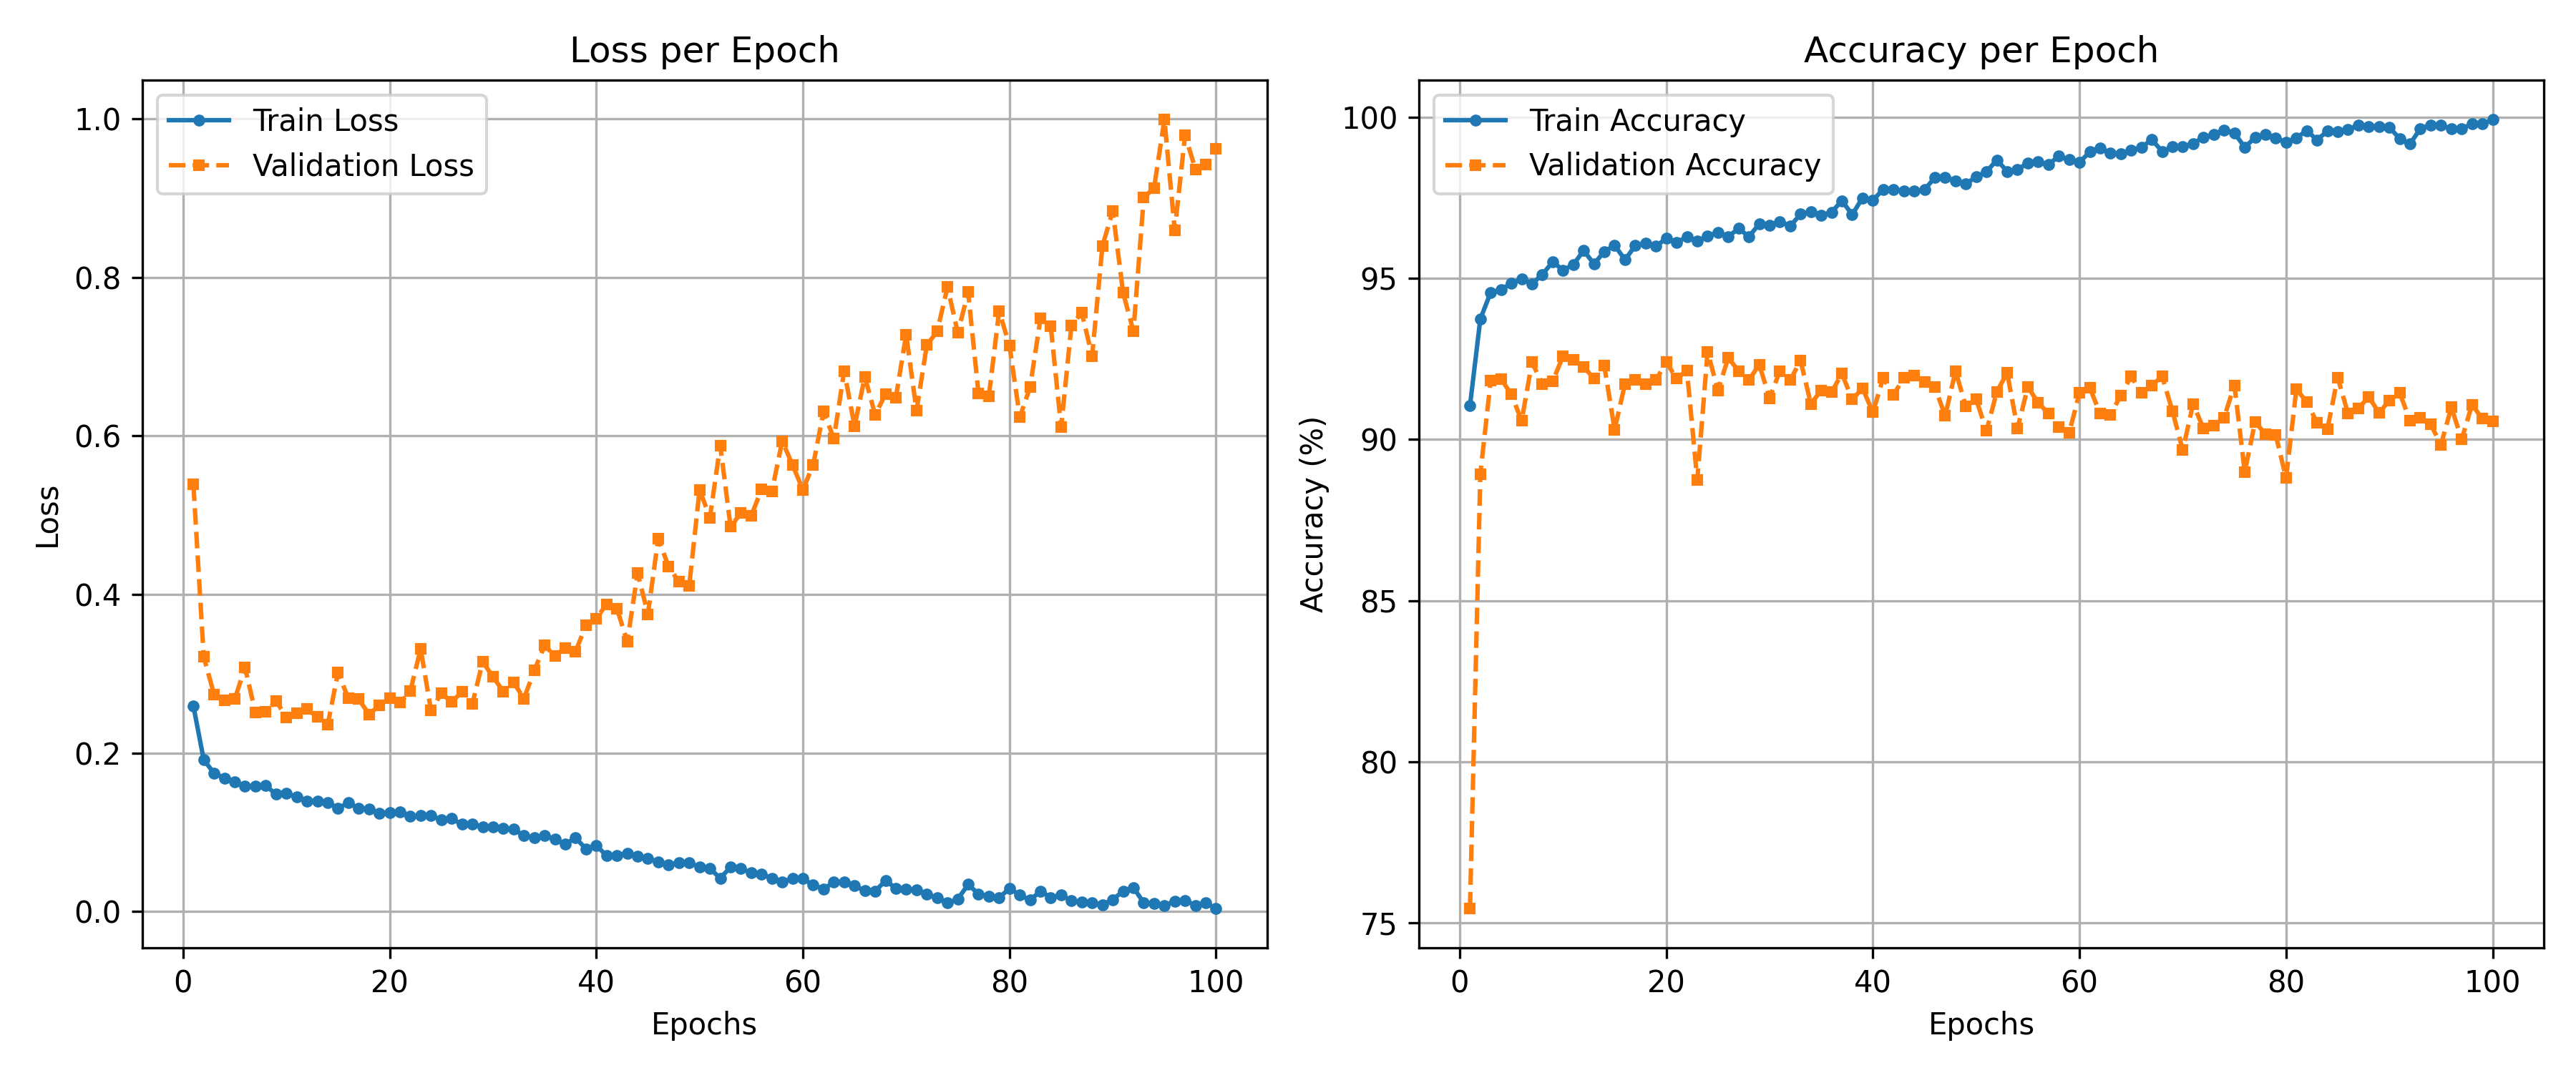 Loss per Epoch
Train Loss
Validation Loss
1.0
0.8
0.6
0.4
0.2
0.0
Loss
0 20 40 60 80 100
Epochs
Accuracy per Epoch
Train Accuracy
Validation Accuracy
100
95
90
85
80
75
Accuracy (%)
0 20 40 60 80 100
Epochs